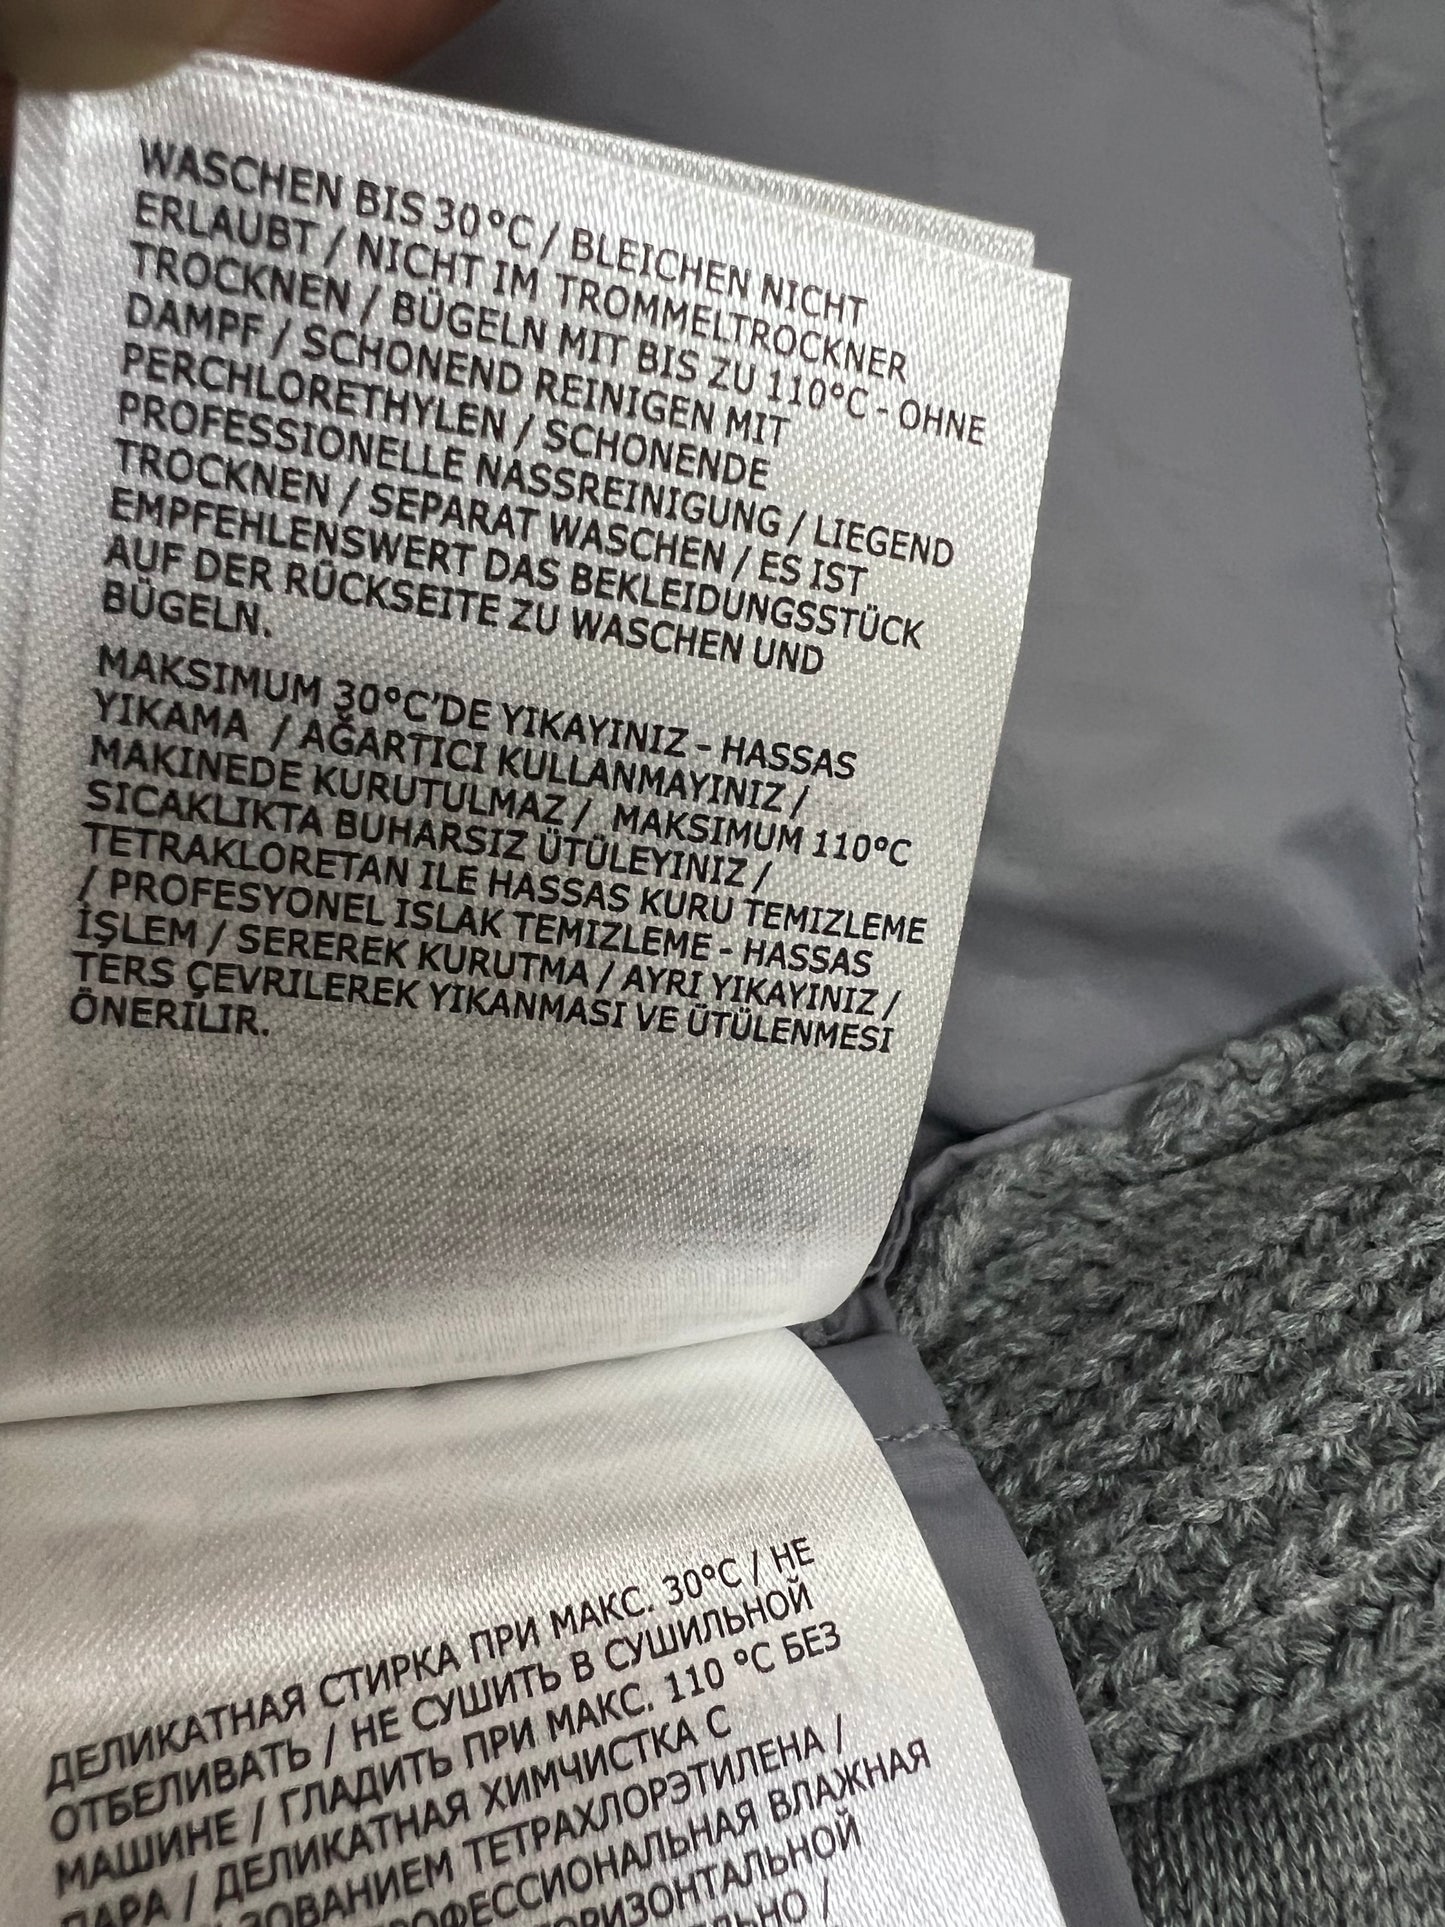 WASCHEN BIS 30°C / BLEICHEN NICHT
ERLAUBT / NICHT IM TROMMELTROCKNER
TROCKNEN / BÜGELN MIT BIS ZU 110°C - OHNE
DAMPF / SCHONEND REINIGEN MIT
PERCHLORETHYLEN / SCHONENDE
PROFESSIONELLE NASSREINIGUNG / LIEGEND
TROCKNEN / SEPARAT WASCHEN / ES IST
EMPFEHLENSWERT DAS BEKLEIDUNGSSTÜCK
AUF DER RÜCKSEITE ZU WASCHEN UND
BÜGELN.
MAKSIMUM 30°C'DE YIKAYINIZ - HASSAS
YIKAMA / AĞARTICI KULLANMAYINIZ /
MAKINEDE KURUTULMAZ / MAKSIMUM 110°C
SICAKLIKTA BUHARSIZ ÜTÜLEYINIZ /
TETRAKLORETAN ILE HASSAS KURU TEMIZLEME
/ PROFESYONEL ISLAK TEMIZLEME - HASSAS
İŞLEM / SEREREK KURUTMA / AYRI YIKAYINIZ /
TERS ÇEVRILEREK YIKANMASI VE ÜTÜLENMESI
ÖNERILIR.
ДЕЛИКАТНАЯ СТИРКА ПРИ МАКС. 30°C / НЕ
ОТБЕЛИВАТЬ / НЕ СУШИТЬ В СУШИЛЬНОЙ
МАШИНЕ / ГЛАДИТЬ ПРИ МАКС. 110 °C БЕЗ
ПАРА / ДЕЛИКАТНАЯ ХИМЧИСТКА С
ЗОВАНИЕМ ТЕТРАХЛОРЭТИЛЕНА /
РОФЕССИОНАЛЬНАЯ ВЛАЖНАЯ
ОРИЗОНТАЛЬНОЙ
ЬНО /